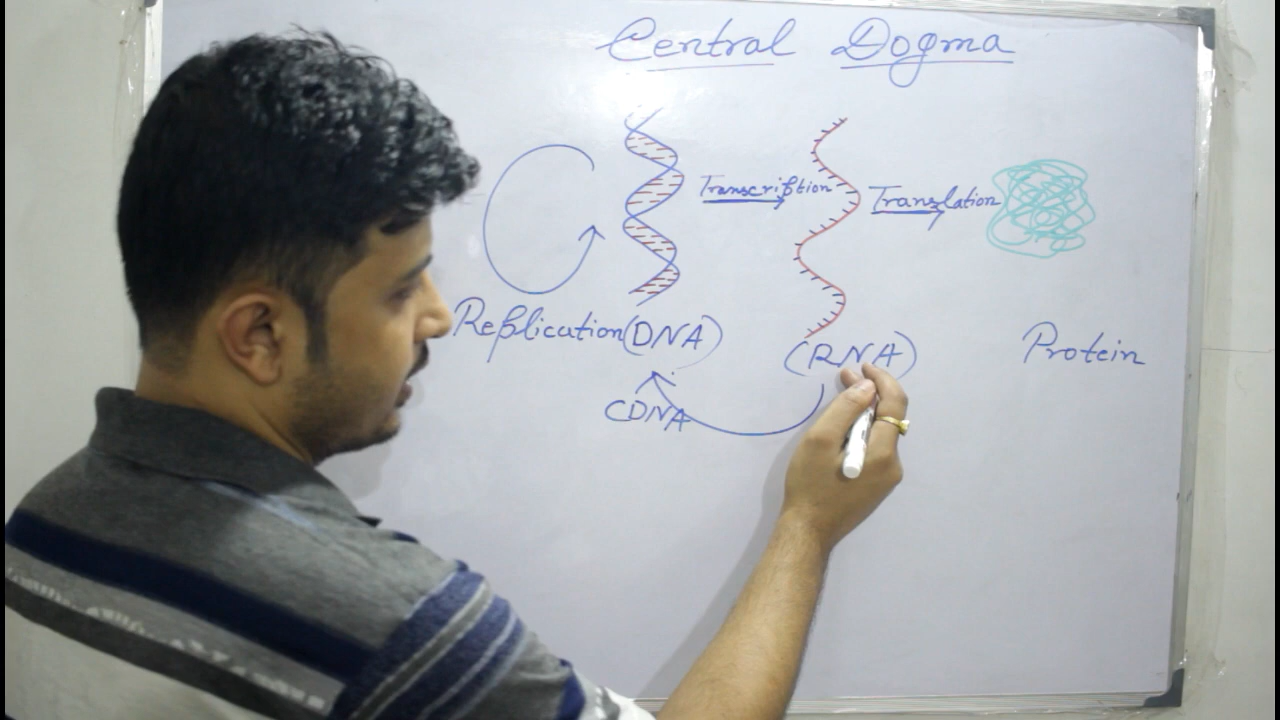 Central Dogma
Transcription
Translation
Replication (DNA)
(RNA)
Protein
CDNA